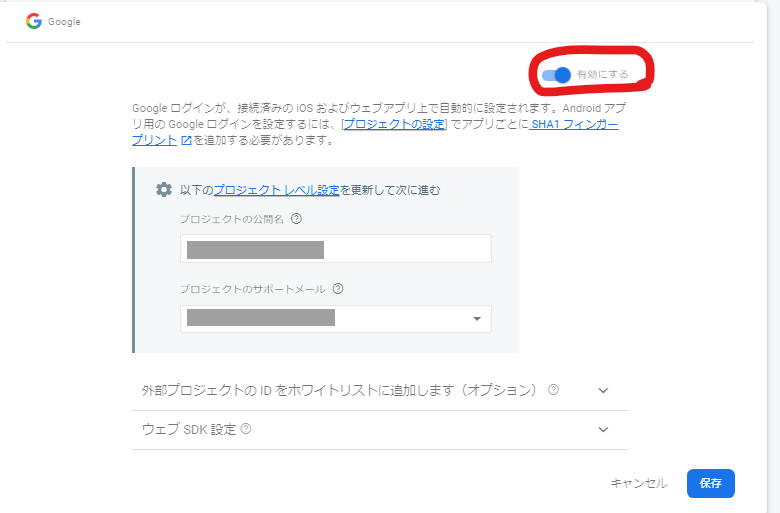 Google
有効にする
Google ログインが、接続済みの iOS およびウェブアプリ上で自動的に設定されます。Android アプ
リ用の Google ログインを設定するには、[プロジェクトの設定] でアプリごとに SHA1 フィンガー
プリント を追加する必要があります。
以下のプロジェクトレベル設定を更新して次に進む
プロジェクトの公開名
プロジェクトのサポートメール
外部プロジェクトの ID をホワイトリストに追加します（オプション）
ウェブ SDK 設定
キャンセル 保存